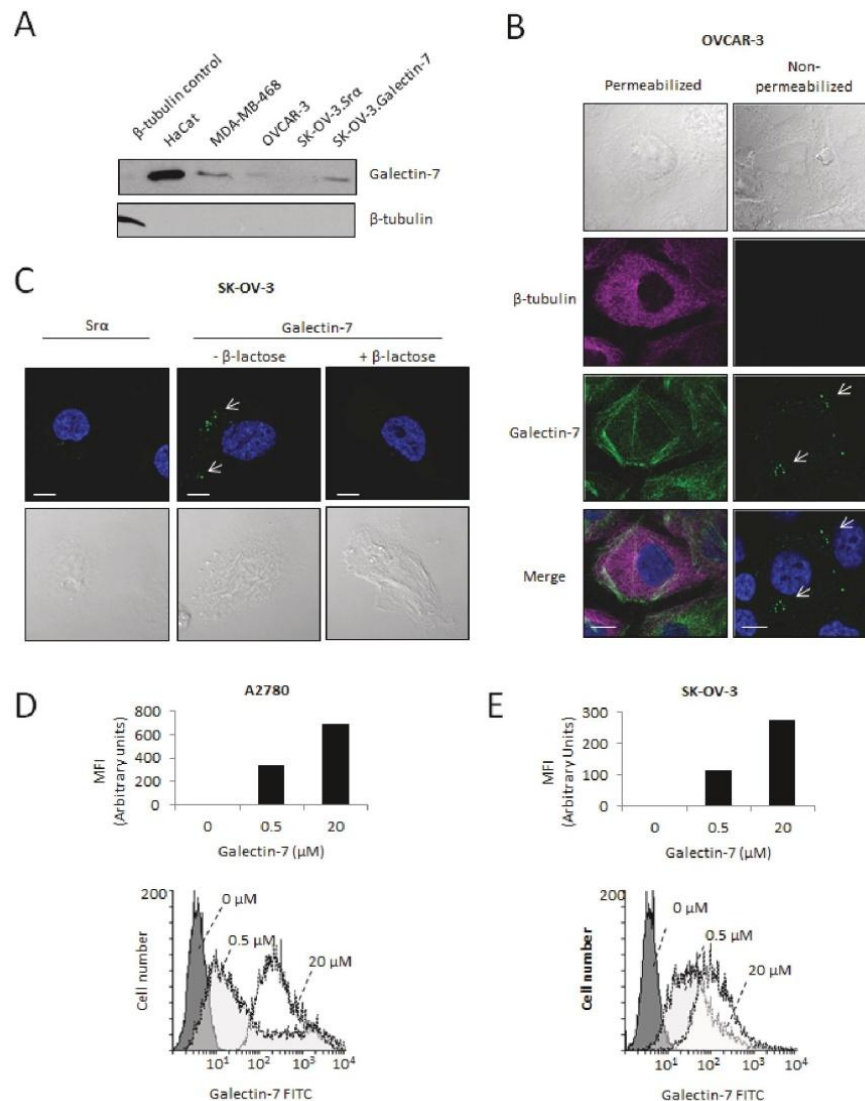 A
β-tubulin control
HaCat
MDA-MB-468
OVCAR-3
SK-OV-3.Srα
SK-OV-3.Galectin-7
Galectin-7
β-tubulin
B
OVCAR-3
Permeabilized
Non-
permeabilized
β-tubulin
Galectin-7
Merge
C
SK-OV-3
Srα
Galectin-7
- β-lactose
+ β-lactose
D
A2780
MFI
(Arbitrary units)
800
600
400
200
0
0
0.5
20
Galectin-7 (µM)
200
Cell number
0 µM
0.5 µM
20 µM
10¹
10²
10³
10⁴
Galectin-7 FITC
E
SK-OV-3
MFI
(Arbitrary Units)
300
200
100
0
0
0.5
20
Galectin-7 (µM)
200
Cell number
0 µM
0.5 µM
20 µM
10¹
10²
10³
10⁴
Galectin-7 FITC